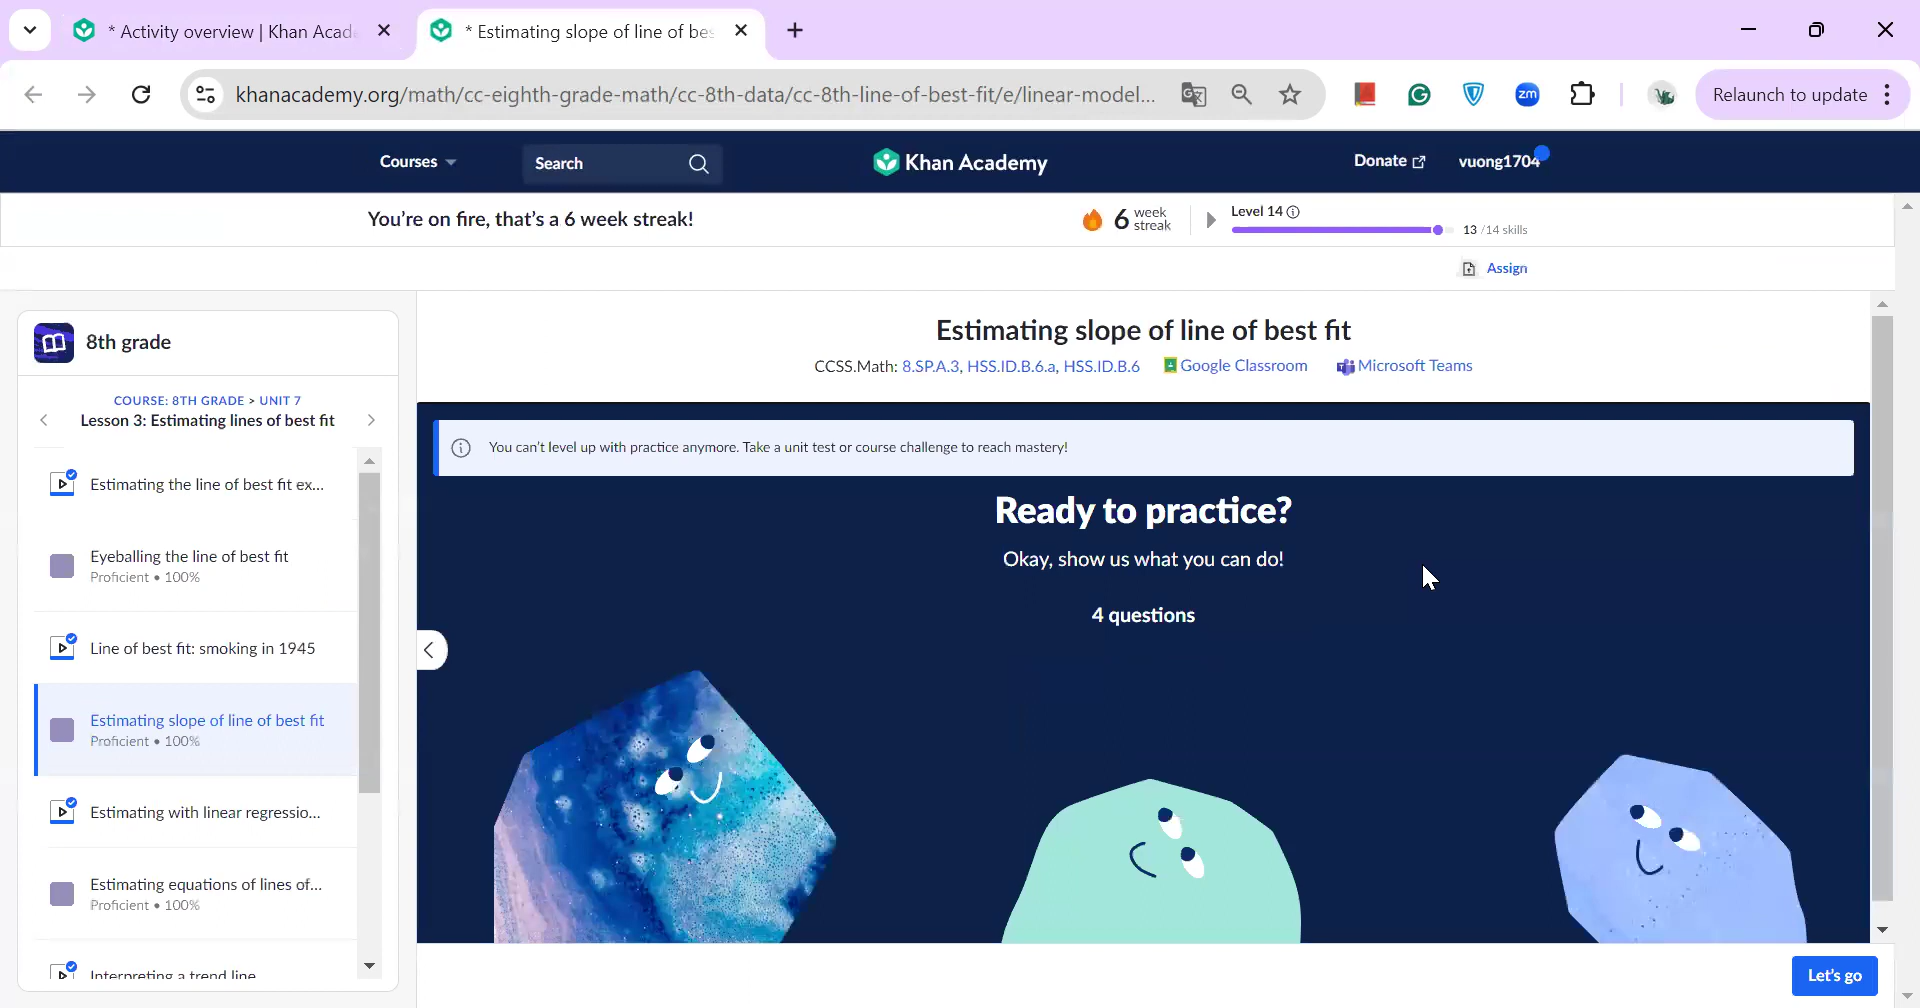 * Activity overview | Khan Acad
* Estimating slope of line of bes
khanacademy.org/math/cc-eighth-grade-math/cc-8th-data/cc-8th-line-of-best-fit/e/linear-model...
zm
Relaunch to update
Courses
Search
Khan Academy
Donate
vuong1704
You're on fire, that's a 6 week streak!
6 week streak
Level 14
13 /14 skills
Assign
8th grade
COURSE: 8TH GRADE > UNIT 7
Lesson 3: Estimating lines of best fit
Estimating the line of best fit ex...
Eyeballing the line of best fit
Proficient • 100%
Line of best fit: smoking in 1945
Estimating slope of line of best fit
Proficient • 100%
Estimating with linear regressio...
Estimating equations of lines of...
Proficient • 100%
Interpreting a trend line
Estimating slope of line of best fit
CCSS.Math: 8.SP.A.3, HSS.ID.B.6.a, HSS.ID.B.6
Google Classroom
Microsoft Teams
You can't level up with practice anymore. Take a unit test or course challenge to reach mastery!
Ready to practice?
Okay, show us what you can do!
4 questions
Let's go